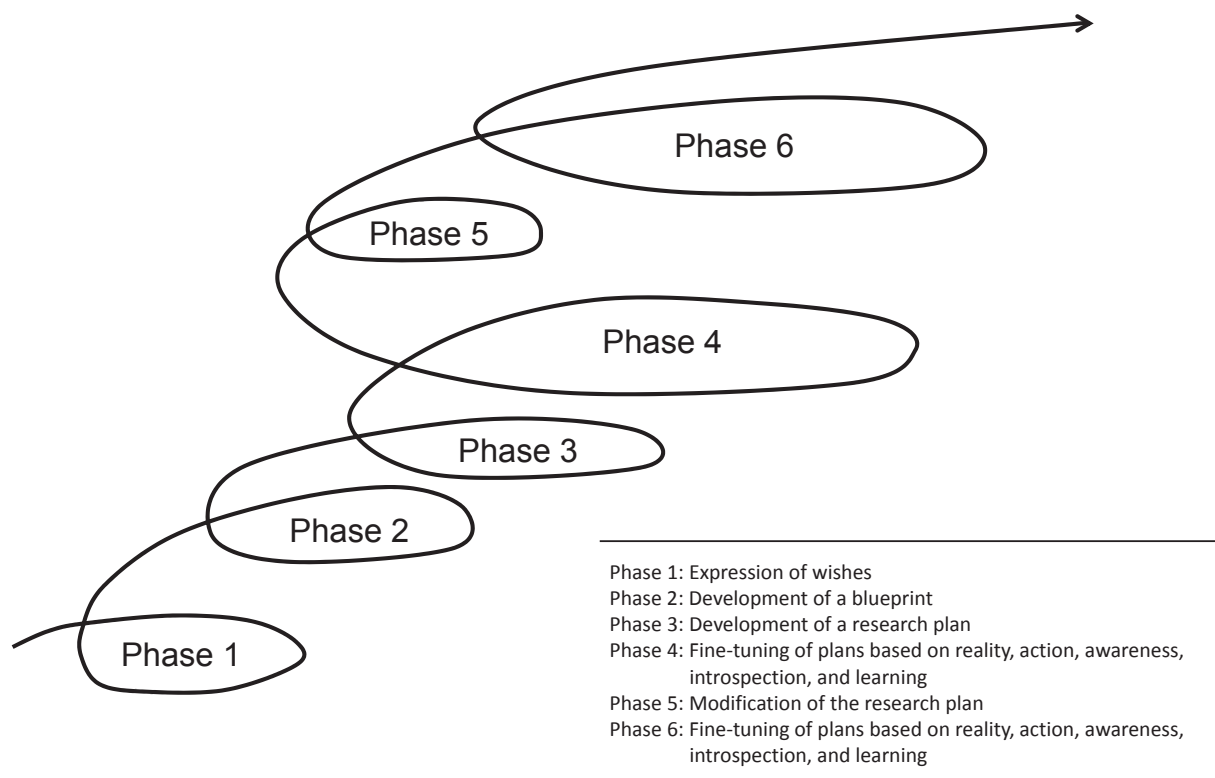 Phase 6
Phase 5
Phase 4
Phase 3
Phase 2
Phase 1
Phase 1: Expression of wishes
Phase 2: Development of a blueprint
Phase 3: Development of a research plan
Phase 4: Fine-tuning of plans based on reality, action, awareness,
introspection, and learning
Phase 5: Modification of the research plan
Phase 6: Fine-tuning of plans based on reality, action, awareness,
introspection, and learning